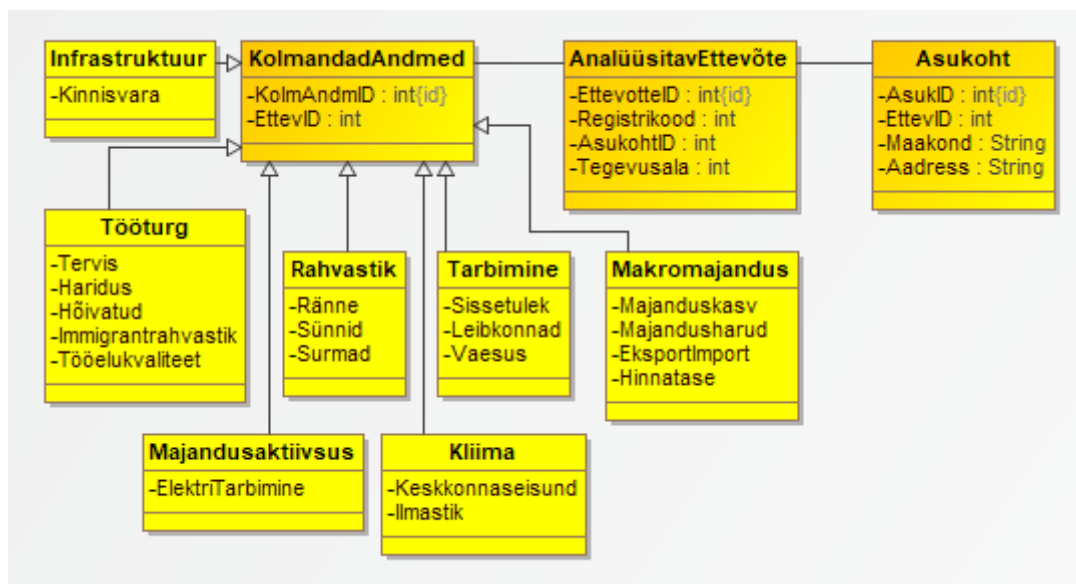 Infrastruktuur
-Kinnisvara
KolmandadAndmed
-KolmAndmID : int{id}
-EttevID : int
AnalüüsitavEttevõte
-EttevotteID : int{id}
-Registrikood : int
-AsukohtID : int
-Tegevusala : int
Asukoht
-AsukID : int{id}
-EttevID : int
-Maakond : String
-Aadress : String
Tööturg
-Tervis
-Haridus
-Hõivatud
-Immigrantrahvastik
-Tööelukvaliteet
Rahvastik
-Ränne
-Sünnid
-Surmad
Tarbimine
-Sissetulek
-Leibkonnad
-Vaesus
Makromajandus
-Majanduskasv
-Majandusharud
-EksportImport
-Hinnatase
Majandusaktiivsus
-ElektriTarbimine
Kliima
-Keskkonnaseisund
-Ilmastik